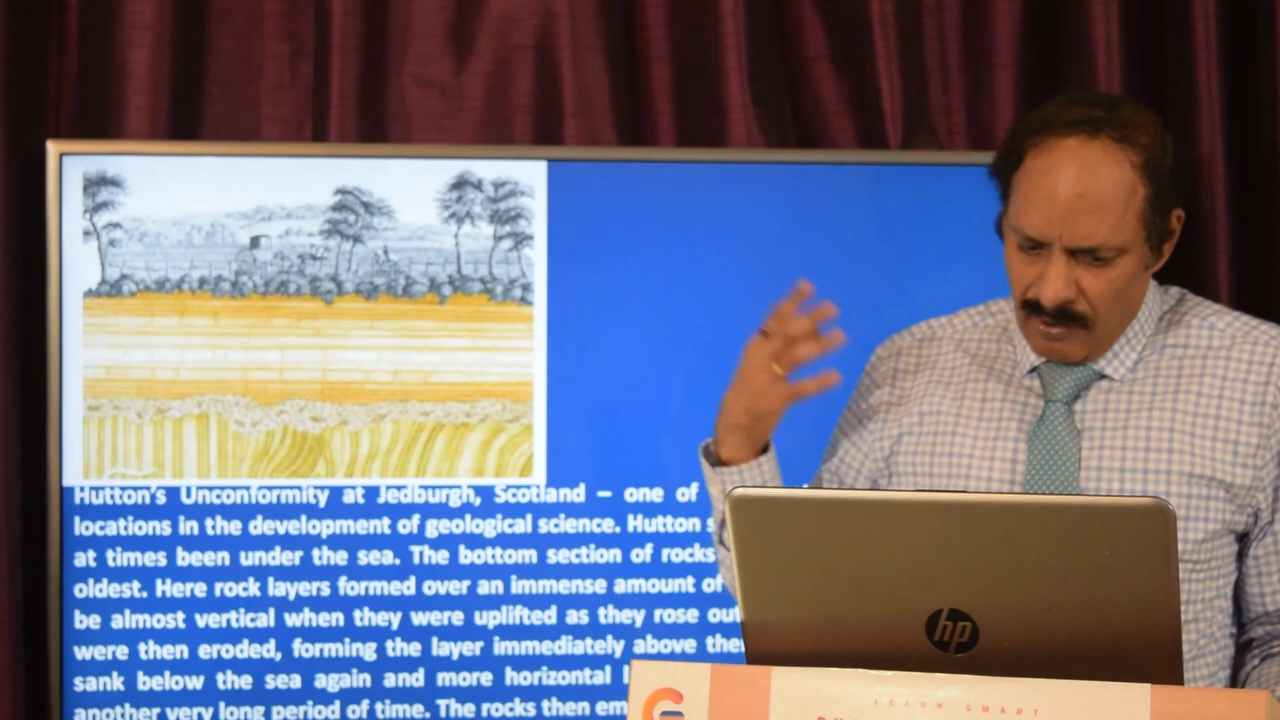 Hutton's Unconformity at Jedburgh, Scotland – one of
locations in the development of geological science. Hutton
at times been under the sea. The bottom section of rocks
oldest. Here rock layers formed over an immense amount of
be almost vertical when they were uplifted as they rose out
were then eroded, forming the layer immediately above
sank below the sea again and more horizontal
another very long period of time. The rocks then
hp
LEARN SMART